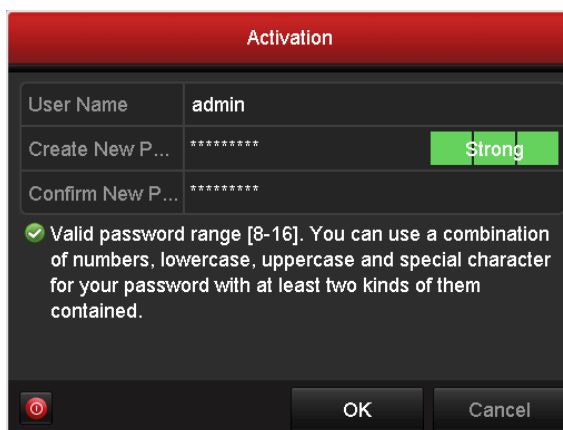 Activation
User Name admin
Create New P... ********* Strong
Confirm New P... *********
Valid password range [8-16]. You can use a combination
of numbers, lowercase, uppercase and special character
for your password with at least two kinds of them
contained.
OK Cancel